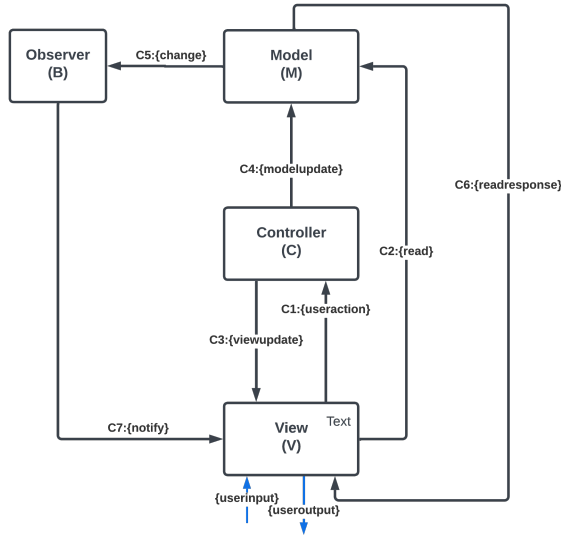 Observer
(B)
C5:{change}
Model
(M)
C4:{modelupdate}
C6:{readresponse}
Controller
(C)
C2:{read}
C1:{useraction}
C3:{viewupdate}
C7:{notify}
View
(V)
Text
{userinput}
{useroutput}